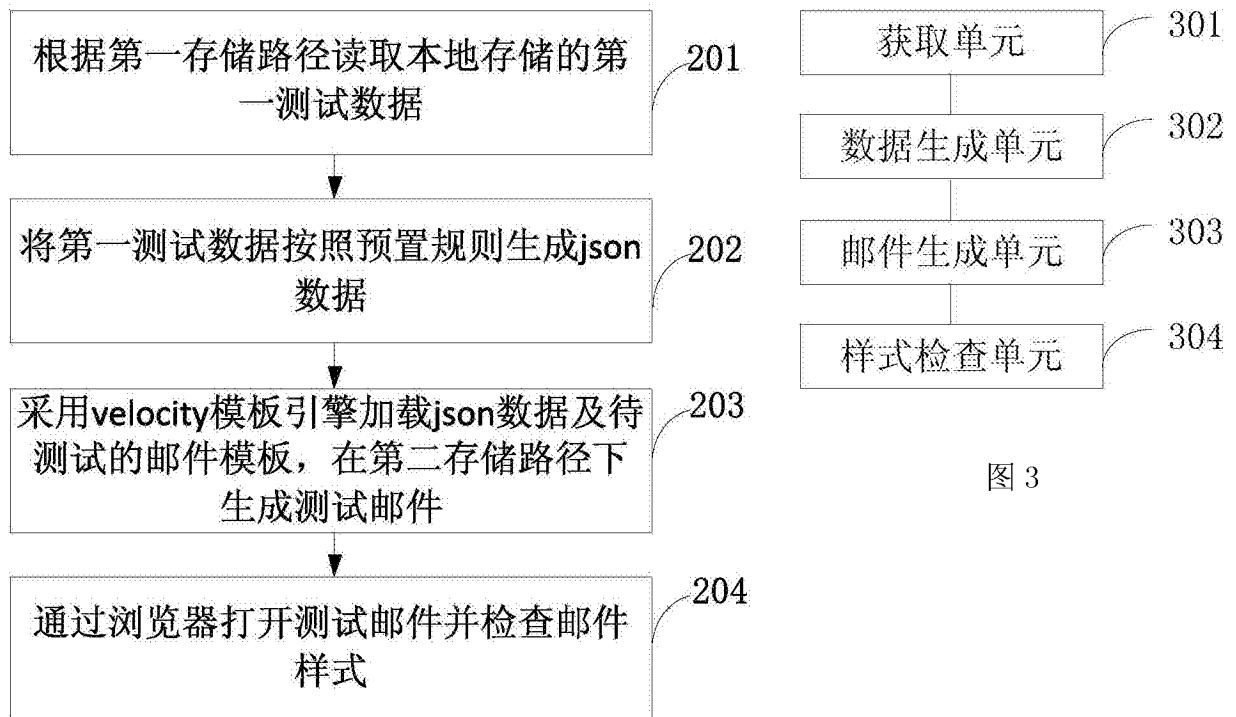 根据第一存储路径读取本地存储的第
一测试数据
201
将第一测试数据按照预置规则生成json
数据
202
采用velocity模板引擎加载json数据及待
测试的邮件模板，在第二存储路径下
生成测试邮件
203
通过浏览器打开测试邮件并检查邮件
样式
204
获取单元
301
数据生成单元
302
邮件生成单元
303
样式检查单元
304
图 3